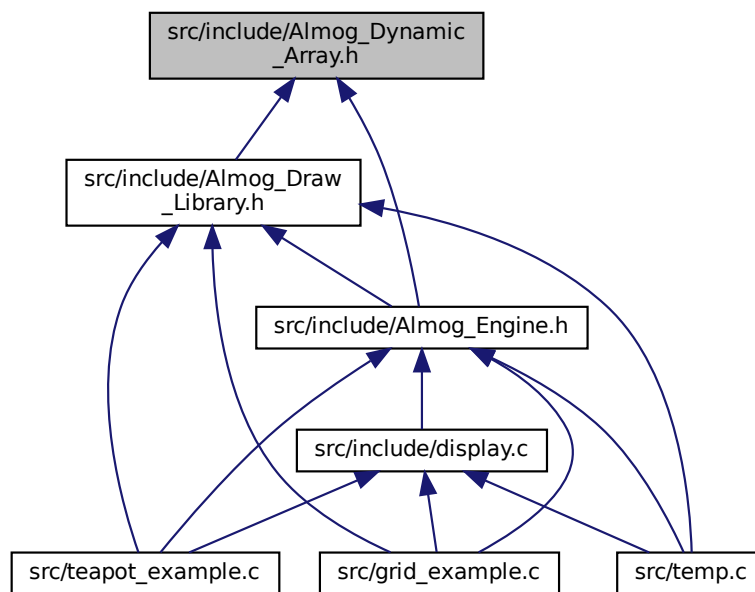 src/include/Almog_Dynamic
_Array.h
src/include/Almog_Draw
_Library.h
src/include/Almog_Engine.h
src/include/display.c
src/teapot_example.c
src/grid_example.c
src/temp.c